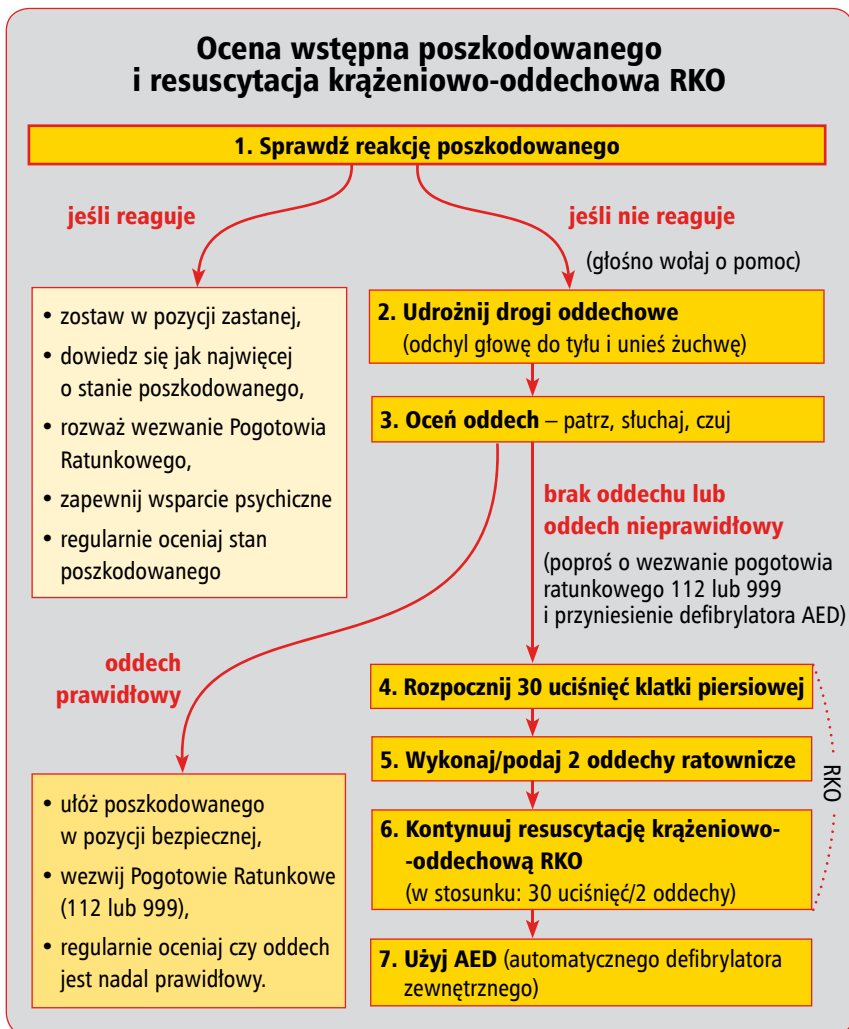 Ocena wstępna poszkodowanego
i resuscytacja krążeniowo-oddechowa RKO
1. Sprawdź reakcję poszkodowanego
jeśli reaguje
• zostaw w pozycji zastanej,
• dowiedz się jak najwięcej
o stanie poszkodowanego,
• rozważ wezwanie Pogotowia
Ratunkowego,
• zapewnij wsparcie psychiczne
• regularnie oceniaj stan
poszkodowanego
jeśli nie reaguje
(głośno wołaj o pomoc)
2. Udrożnij drogi oddechowe
(odchyl głowę do tyłu i unieś żuchwę)
3. Oceń oddech – patrz, słuchaj, czuj
oddech
prawidłowy
• ułóż poszkodowanego
w pozycji bezpiecznej,
• wezwij Pogotowie Ratunkowe
(112 lub 999),
• regularnie oceniaj czy oddech
jest nadal prawidłowy.
brak oddechu lub
oddech nieprawidłowy
(poproś o wezwanie pogotowia
ratunkowego 112 lub 999
i przyniesienie defibrylatora AED)
4. Rozpocznij 30 uciśnięć klatki piersiowej
5. Wykonaj/podaj 2 oddechy ratownicze
6. Kontynuuj resuscytację krążeniowo-
-oddechową RKO
(w stosunku: 30 uciśnięć/2 oddechy)
RKO
7. Użyj AED (automatycznego defibrylatora
zewnętrznego)